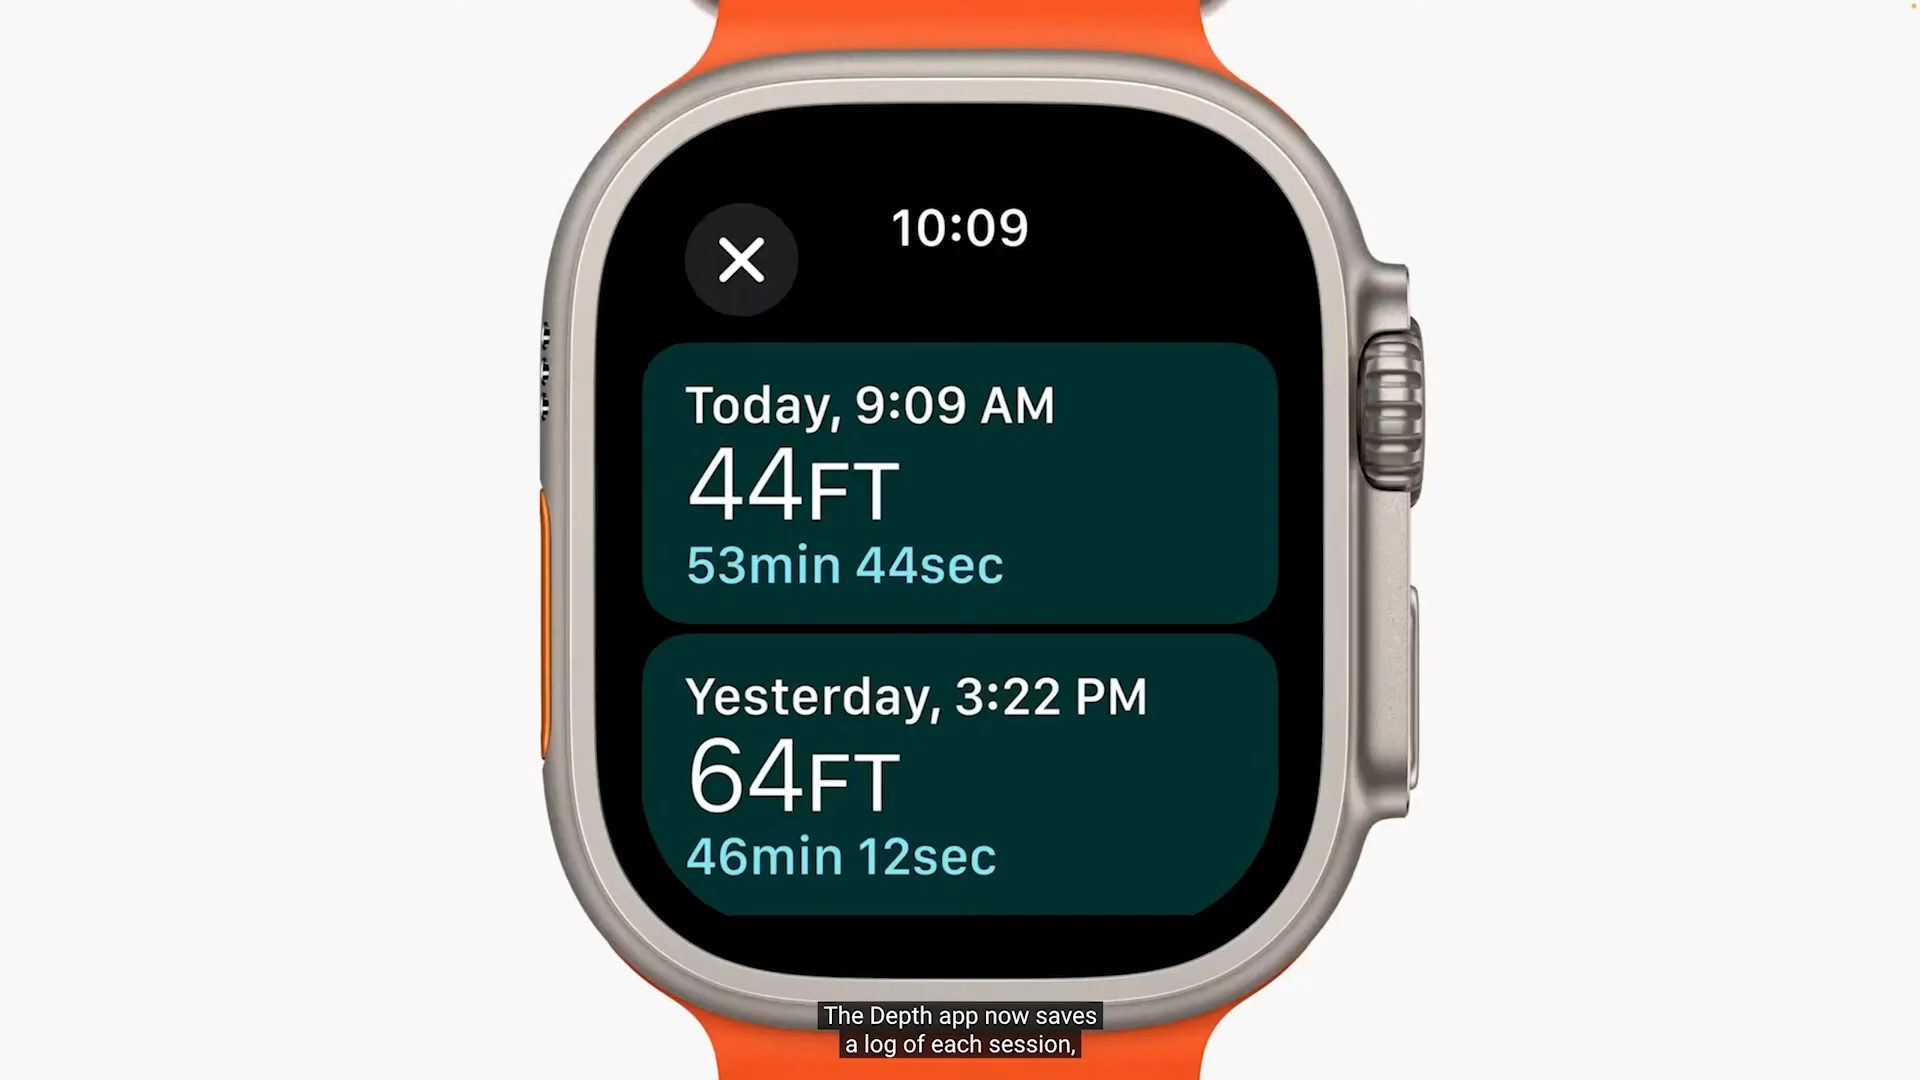 10:09
Today, 9:09 AM
44FT
53min 44sec
Yesterday, 3:22 PM
64FT
46min 12sec
The Depth app now saves
a log of each session,